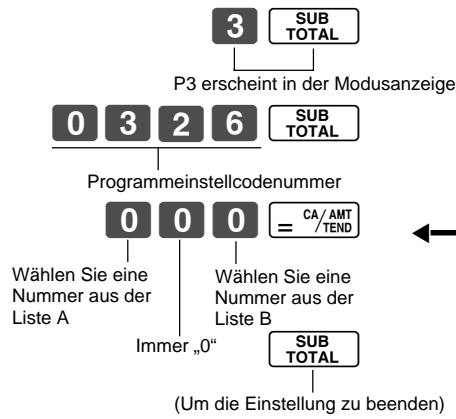 3 SUB TOTAL
P3 erscheint in der Modusanzeige
0 3 2 6 SUB TOTAL
Programmeinstellcodenummer
0 0 0 = CA/AMT /TEND
Wählen Sie eine
Nummer aus der
Liste A
Immer „0“
Wählen Sie eine
Nummer aus der
Liste B
SUB
TOTAL
(Um die Einstellung zu beenden)